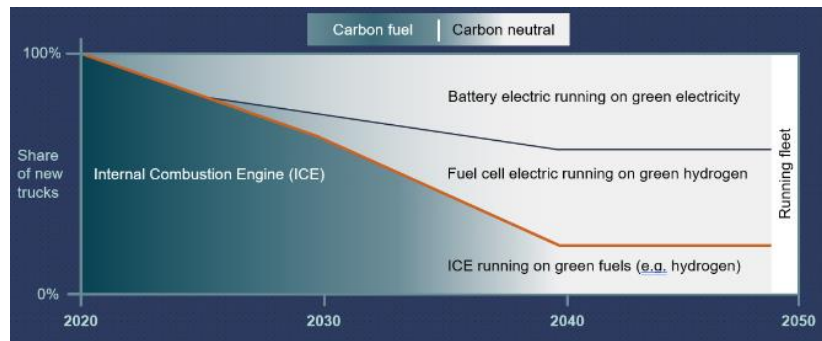 Carbon fuel
Carbon neutral
100%
Battery electric running on green electricity
Share
of new
trucks
Internal Combustion Engine (ICE)
Fuel cell electric running on green hydrogen
Running fleet
ICE running on green fuels (e.g. hydrogen)
0%
2020
2030
2040
2050